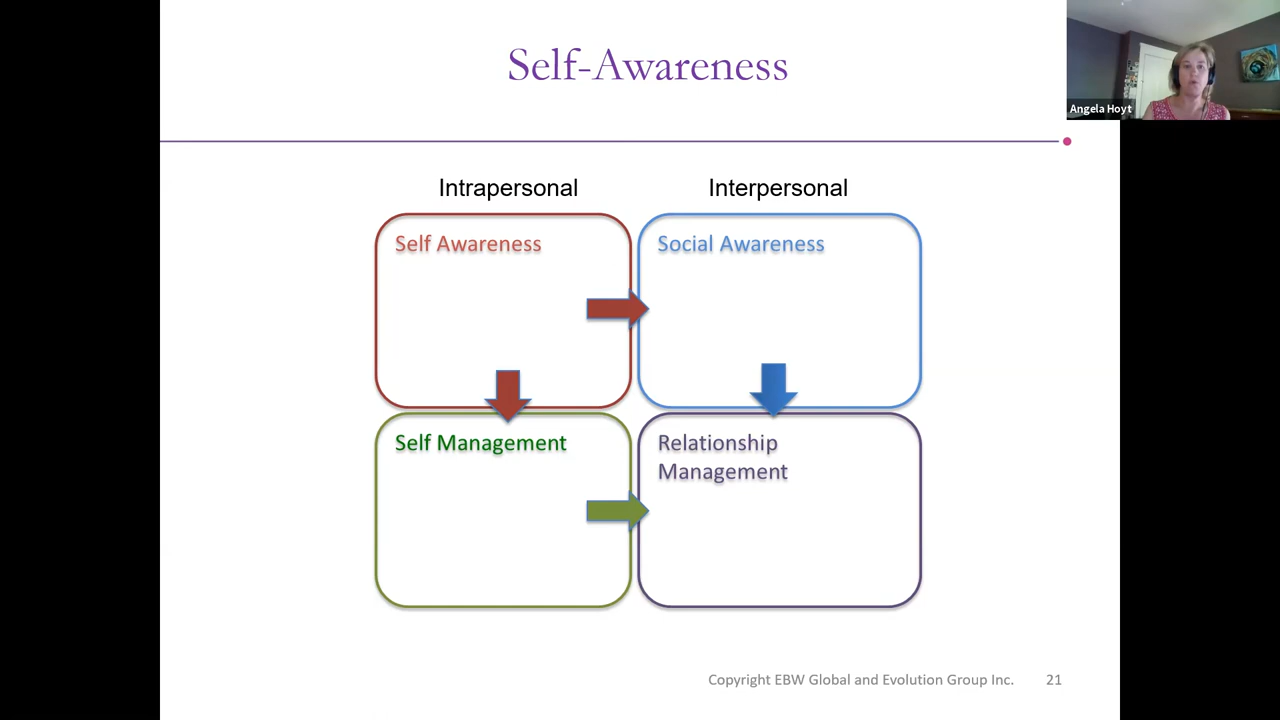 Self-Awareness
Angela Hoyt
Intrapersonal
Interpersonal
Self Awareness
Social Awareness
Self Management
Relationship
Management
Copyright EBW Global and Evolution Group Inc.
21